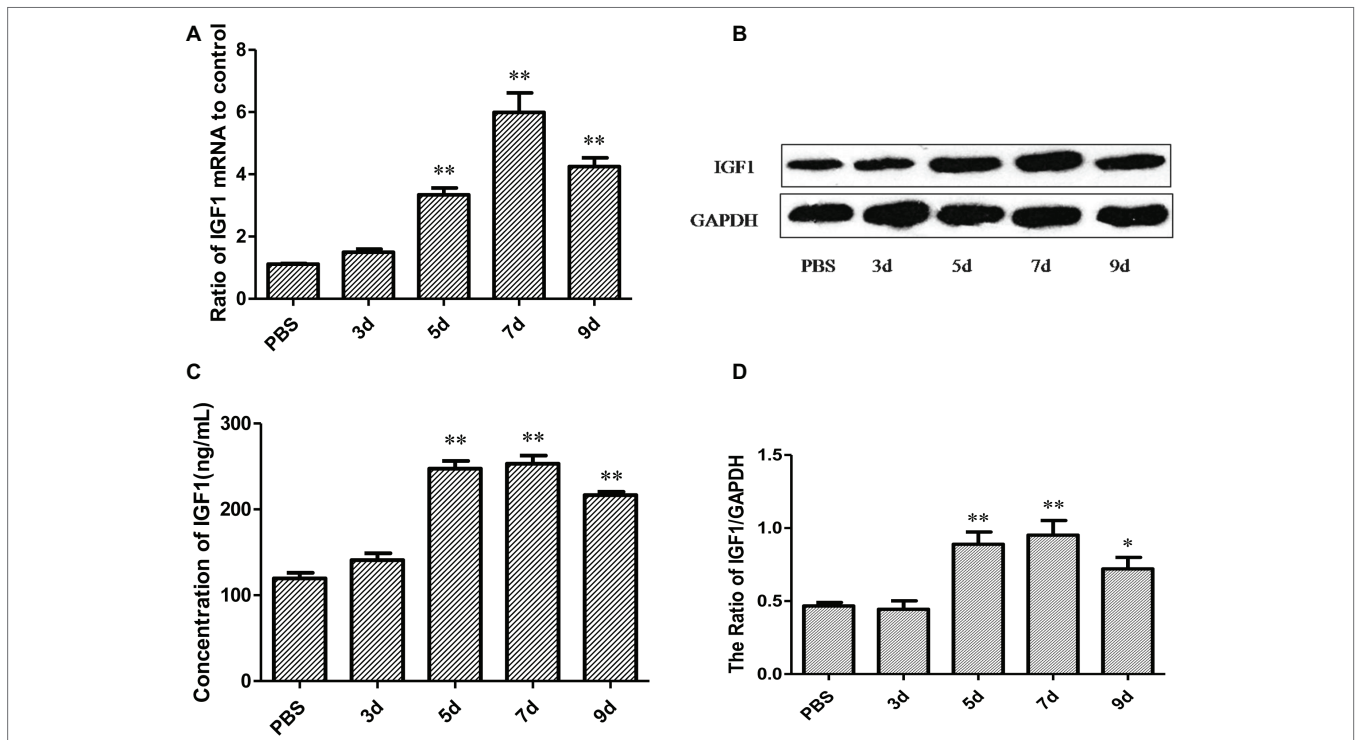 A
Ratio of IGF1 mRNA to control
8
6
4
2
0
**
**
**
PBS
3d
5d
7d
9d
B
IGF1
GAPDH
PBS
3d
5d
7d
9d
C
Concentration of IGF1(ng/mL)
300
200
100
0
**
**
**
PBS
3d
5d
7d
9d
D
The Ratio of IGF1/GAPDH
1.5
1.0
0.5
0.0
**
**
*
PBS
3d
5d
7d
9d